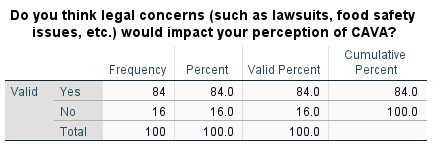 Do you think legal concerns (such as lawsuits, food safety
issues, etc.) would impact your perception of CAVA?
Frequency Percent Valid Percent Cumulative Percent
Valid Yes 84 84.0 84.0 84.0
No 16 16.0 16.0 100.0
Total 100 100.0 100.0